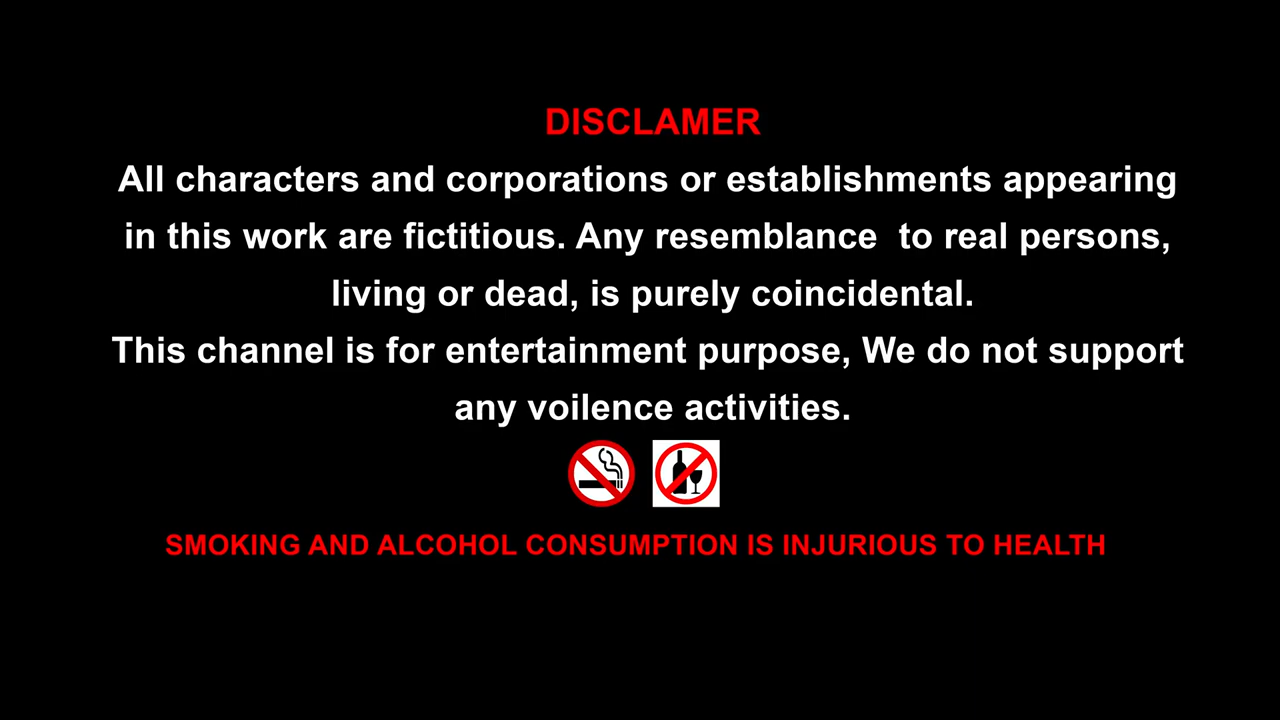 DISCLAMER
All characters and corporations or establishments appearing
in this work are fictitious. Any resemblance  to real persons,
living or dead, is purely coincidental.
This channel is for entertainment purpose, We do not support
any voilence activities.
SMOKING AND ALCOHOL CONSUMPTION IS INJURIOUS TO HEALTH